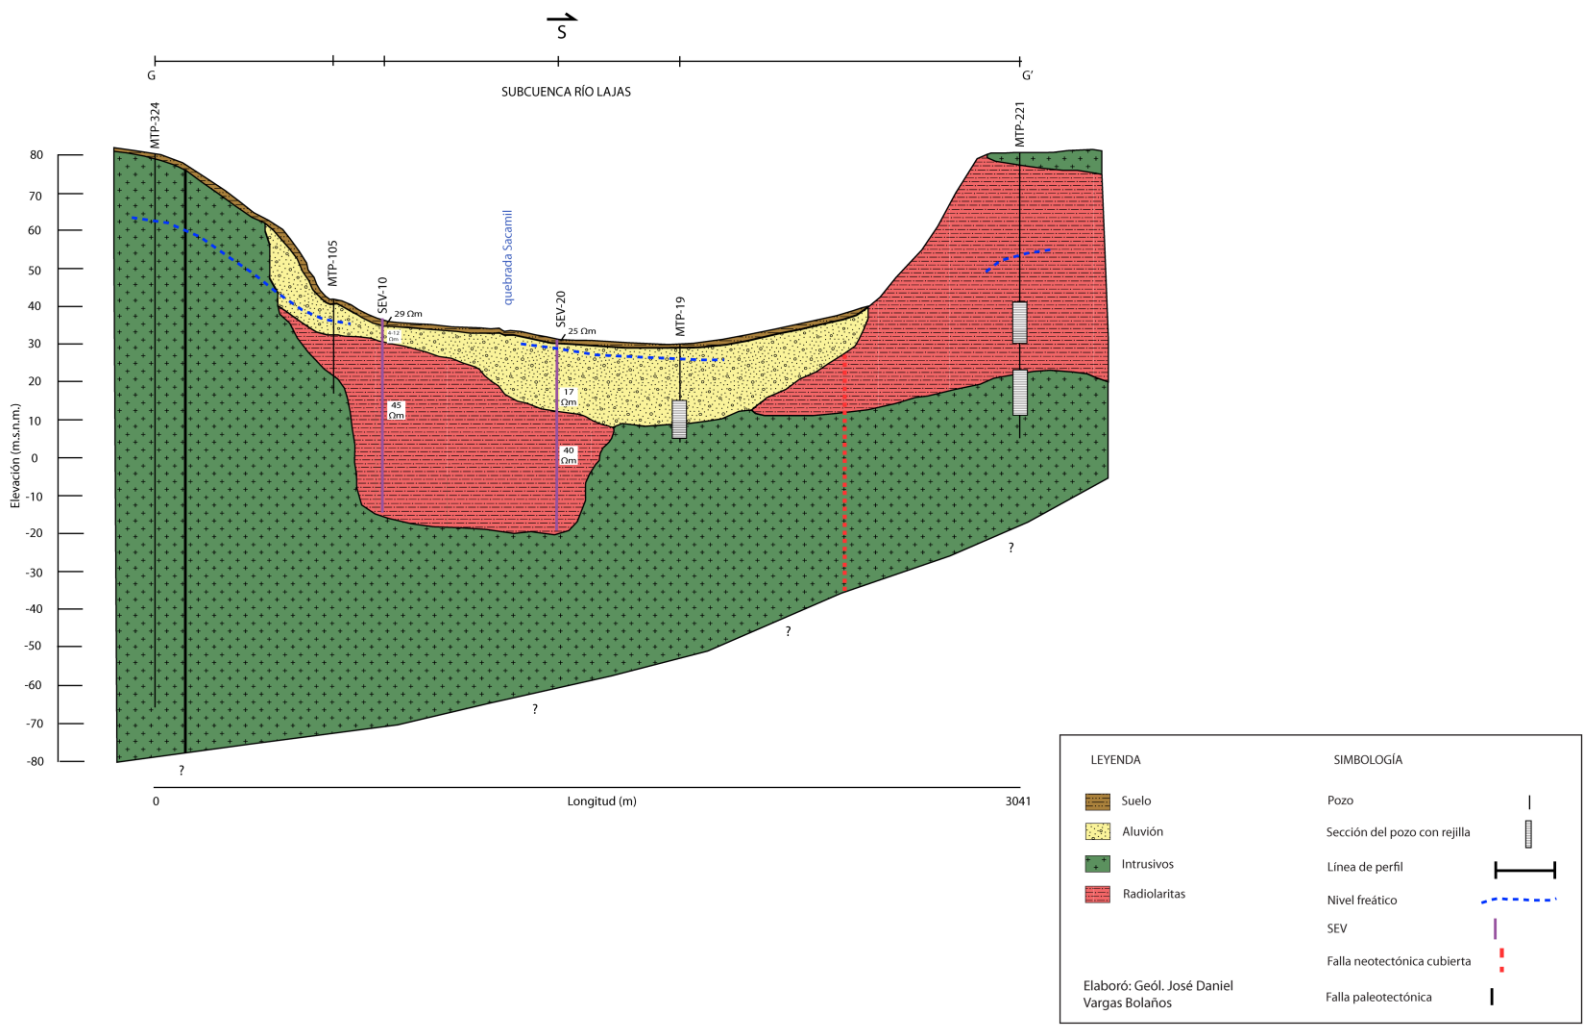 S
G
G'
SUBCUENCA RÍO LAJAS
MTP-324
MTP-221
80
70
60
50
40
30
20
10
0
-10
-20
-30
-40
-50
-60
-70
-80
Elevación (m.s.n.m.)
MTP-105
SEV-10
quebrada Sacamil
SEV-20
MTP-19
29 Ωm
25 Ωm
45
Ωm
17
Ωm
40
Ωm
?
?
?
?
0
Longitud (m)
3041
LEYENDA
SIMBOLOGÍA
Suelo
Aluvión
Intrusivos
Radiolaritas
Pozo
Sección del pozo con rejilla
Línea de perfil
Nivel freático
SEV
Falla neotectónica cubierta
Falla paleotectónica
Elaboró: Geól. José Daniel
Vargas Bolaños